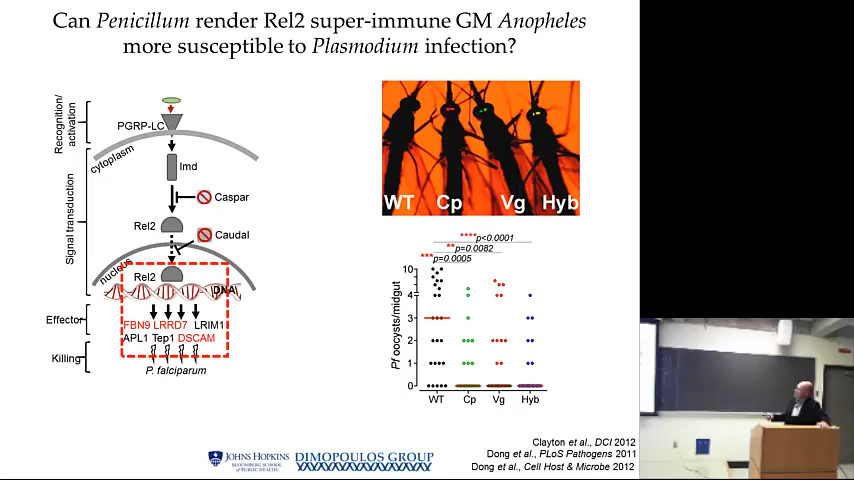 Can Penicillum render Rel2 super-immune GM Anopheles
more susceptible to Plasmodium infection?
Recognition/
activation
PGRP-LC
cytoplasm
Signal transduction
Imd
Caspar
Rel2
Caudal
nucleus
Rel2
DNA
Effector
FBN9 LRRD7 LRIM1
APL1 Tep1 DSCAM
Killing
P. falciparum
WT Cp Vg Hyb
****p<0.0001
**p=0.0082
***p=0.0005
Pf oocysts/midgut
10
4
3
2
1
0
WT Cp Vg Hyb
Clayton et al., DCI 2012
Dong et al., PLoS Pathogens 2011
Dong et al., Cell Host & Microbe 2012
JOHNS HOPKINS
BLOOMBERG SCHOOL
of PUBLIC HEALTH
DIMOPOULOS GROUP